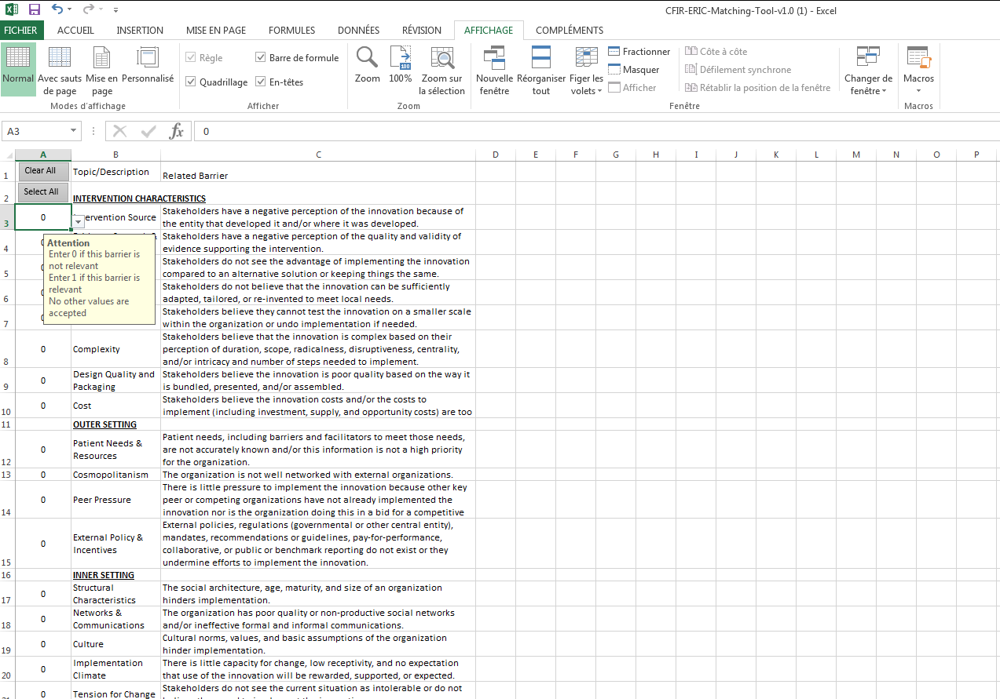 CFIR-ERIC-Matching-Tool-v1.0 (1) - Excel
FICHIER ACCUEIL INSERTION MISE EN PAGE FORMULES DONNÉES RÉVISION AFFICHAGE COMPLÉMENTS
Normal Avec sauts de page Mise en page Personnalisé
Modes d'affichage
Règle Barre de formule
Quadrillage En-têtes
Afficher
Zoom 100% Zoom sur la sélection
100
Zoom
Nouvelle fenêtre Réorganiser tout Figer les volets
Fractionner
Masquer
Afficher
Côte à côte
Défilement synchrone
Rétablir la position de la fenêtre
Changer de fenêtre
Fenêtre
Macros
Macros
A3 fx 0
A B C D E F G H I J K L M N O P
1 Clear All Topic/Description Related Barrier
2 Select All INTERVENTION CHARACTERISTICS
3 0 ervention Source Stakeholders have a negative perception of the innovation because of
the entity that developed it and/or where it was developed.
Attention
Enter 0 if this barrier is
not relevant
Enter 1 if this barrier is
relevant
No other values are
accepted
4 Stakeholders have a negative perception of the quality and validity of
evidence supporting the intervention.
5 Stakeholders do not see the advantage of implementing the innovation
compared to an alternative solution or keeping things the same.
6 Stakeholders do not believe that the innovation can be sufficiently
adapted, tailored, or re-invented to meet local needs.
7 Stakeholders believe they cannot test the innovation on a smaller scale
within the organization or undo implementation if needed.
8 0 Complexity Stakeholders believe that the innovation is complex based on their
perception of duration, scope, radicalness, disruptiveness, centrality,
and/or intricacy and number of steps needed to implement.
9 0 Design Quality and Packaging Stakeholders believe the innovation is poor quality based on the way it
is bundled, presented, and/or assembled.
10 0 Cost Stakeholders believe the innovation costs and/or the costs to
implement (including investment, supply, and opportunity costs) are too
11 OUTER SETTING
12 0 Patient Needs & Resources Patient needs, including barriers and facilitators to meet those needs,
are not accurately known and/or this information is not a high priority
for the organization.
13 0 Cosmopolitanism The organization is not well networked with external organizations.
14 0 Peer Pressure There is little pressure to implement the innovation because other key
peer or competing organizations have not already implemented the
innovation nor is the organization doing this in a bid for a competitive
15 0 External Policy & Incentives External policies, regulations (governmental or other central entity),
mandates, recommendations or guidelines, pay-for-performance,
collaborative, or public or benchmark reporting do not exist or they
undermine efforts to implement the innovation.
16 INNER SETTING
17 0 Structural Characteristics The social architecture, age, maturity, and size of an organization
hinders implementation.
18 0 Networks & Communications The organization has poor quality or non-productive social networks
and/or ineffective formal and informal communications.
19 0 Culture Cultural norms, values, and basic assumptions of the organization
hinder implementation.
20 0 Implementation Climate There is little capacity for change, low receptivity, and no expectation
that use of the innovation will be rewarded, supported, or expected.
0 Tension for Change Stakeholders do not see the current situation as intolerable or do not